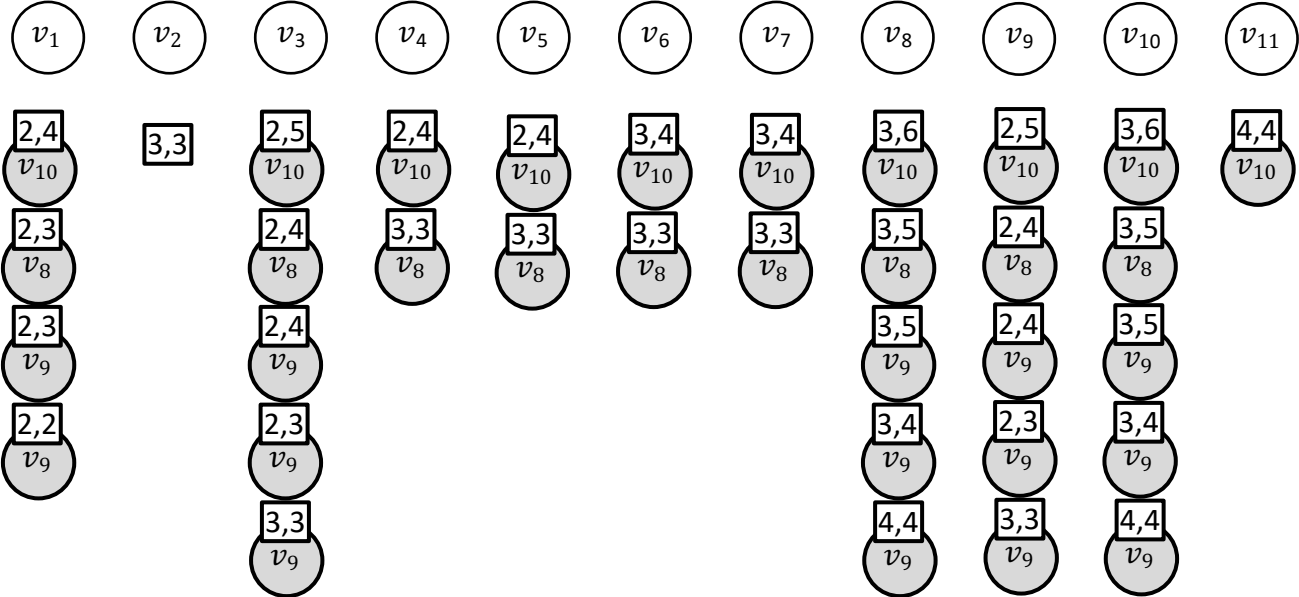 v₁ v₂ v₃ v₄ v₅ v₆ v₇ v₈ v₉ v₁₀ v₁₁
2,4 3,3 2,5 2,4 2,4 3,4 3,4 3,6 2,5 3,6 4,4
v₁₀ v₁₀ v₁₀ v₁₀ v₁₀ v₁₀ v₁₀ v₁₀ v₁₀ v₁₀
2,3 2,4 3,3 3,3 3,3 3,3 3,5 2,4 3,5
v₈ v₈ v₈ v₈ v₈ v₈ v₈ v₈ v₈
2,3 2,4 3,5 2,4 3,5
v₉ v₉ v₉ v₉ v₉
2,2 2,3 3,4 2,3 3,4
v₉ v₉ v₉ v₉ v₉
3,3 4,4 3,3 4,4
v₉ v₉ v₉ v₉